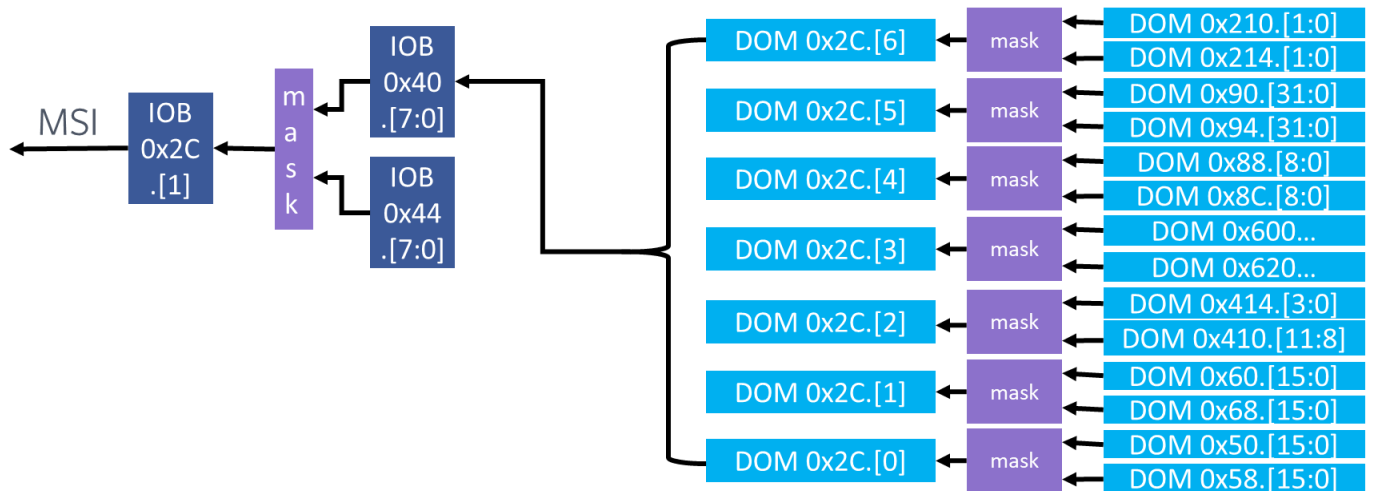 MSI
IOB
0x2C
.[1]
m
a
s
k
IOB
0x40
.[7:0]
IOB
0x44
.[7:0]
DOM 0x2C.[6]
mask
DOM 0x210.[1:0]
DOM 0x214.[1:0]
DOM 0x2C.[5]
mask
DOM 0x90.[31:0]
DOM 0x94.[31:0]
DOM 0x2C.[4]
mask
DOM 0x88.[8:0]
DOM 0x8C.[8:0]
DOM 0x2C.[3]
mask
DOM 0x600...
DOM 0x620...
DOM 0x2C.[2]
mask
DOM 0x414.[3:0]
DOM 0x410.[11:8]
DOM 0x2C.[1]
mask
DOM 0x60.[15:0]
DOM 0x68.[15:0]
DOM 0x2C.[0]
mask
DOM 0x50.[15:0]
DOM 0x58.[15:0]